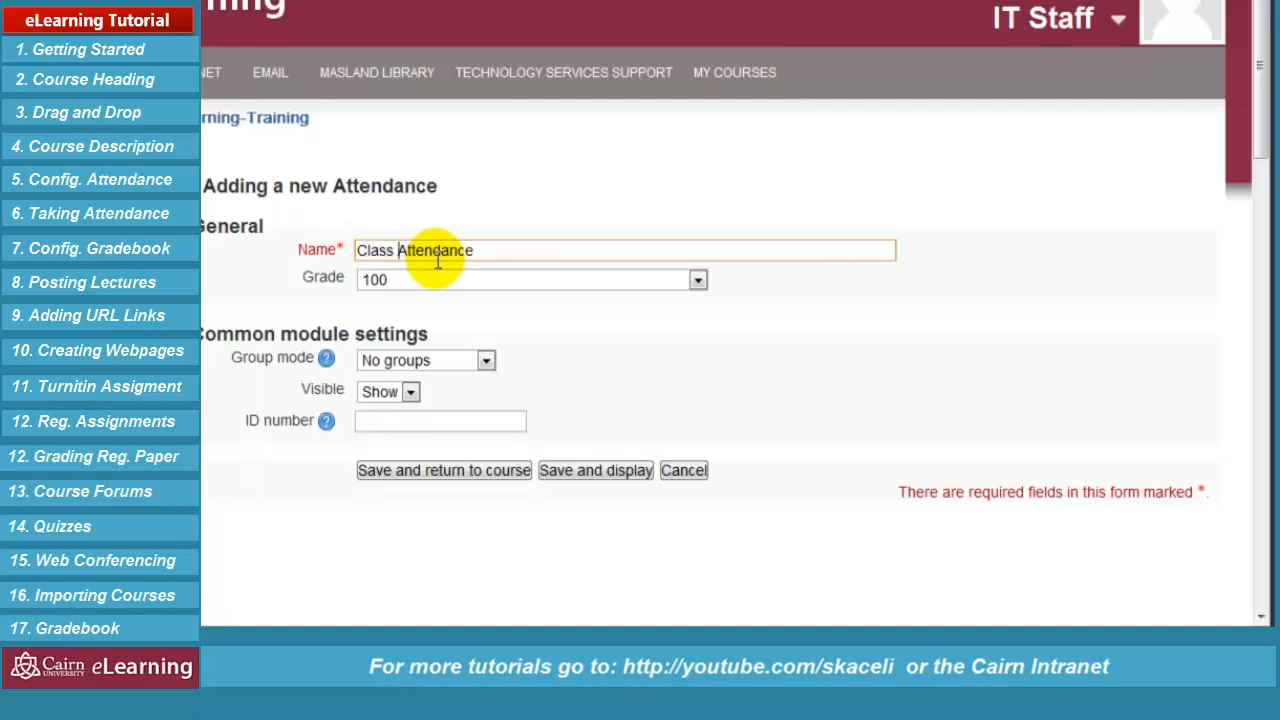 eLearning Tutorial
1. Getting Started
2. Course Heading
3. Drag and Drop
4. Course Description
5. Config. Attendance
6. Taking Attendance
7. Config. Gradebook
8. Posting Lectures
9. Adding URL Links
10. Creating Webpages
11. Turnitin Assigment
12. Reg. Assignments
12. Grading Reg. Paper
13. Course Forums
14. Quizzes
15. Web Conferencing
16. Importing Courses
17. Gradebook
Cairn UNIVERSITY eLearning
IT Staff
EMAIL MASLAND LIBRARY TECHNOLOGY SERVICES SUPPORT MY COURSES
rning-Training
Adding a new Attendance
General
Name* Class Attendance
Grade 100
Common module settings
Group mode ? No groups
Visible Show
ID number ?
Save and return to course Save and display Cancel
There are required fields in this form marked *.
For more tutorials go to: http://youtube.com/skaceli or the Cairn Intranet